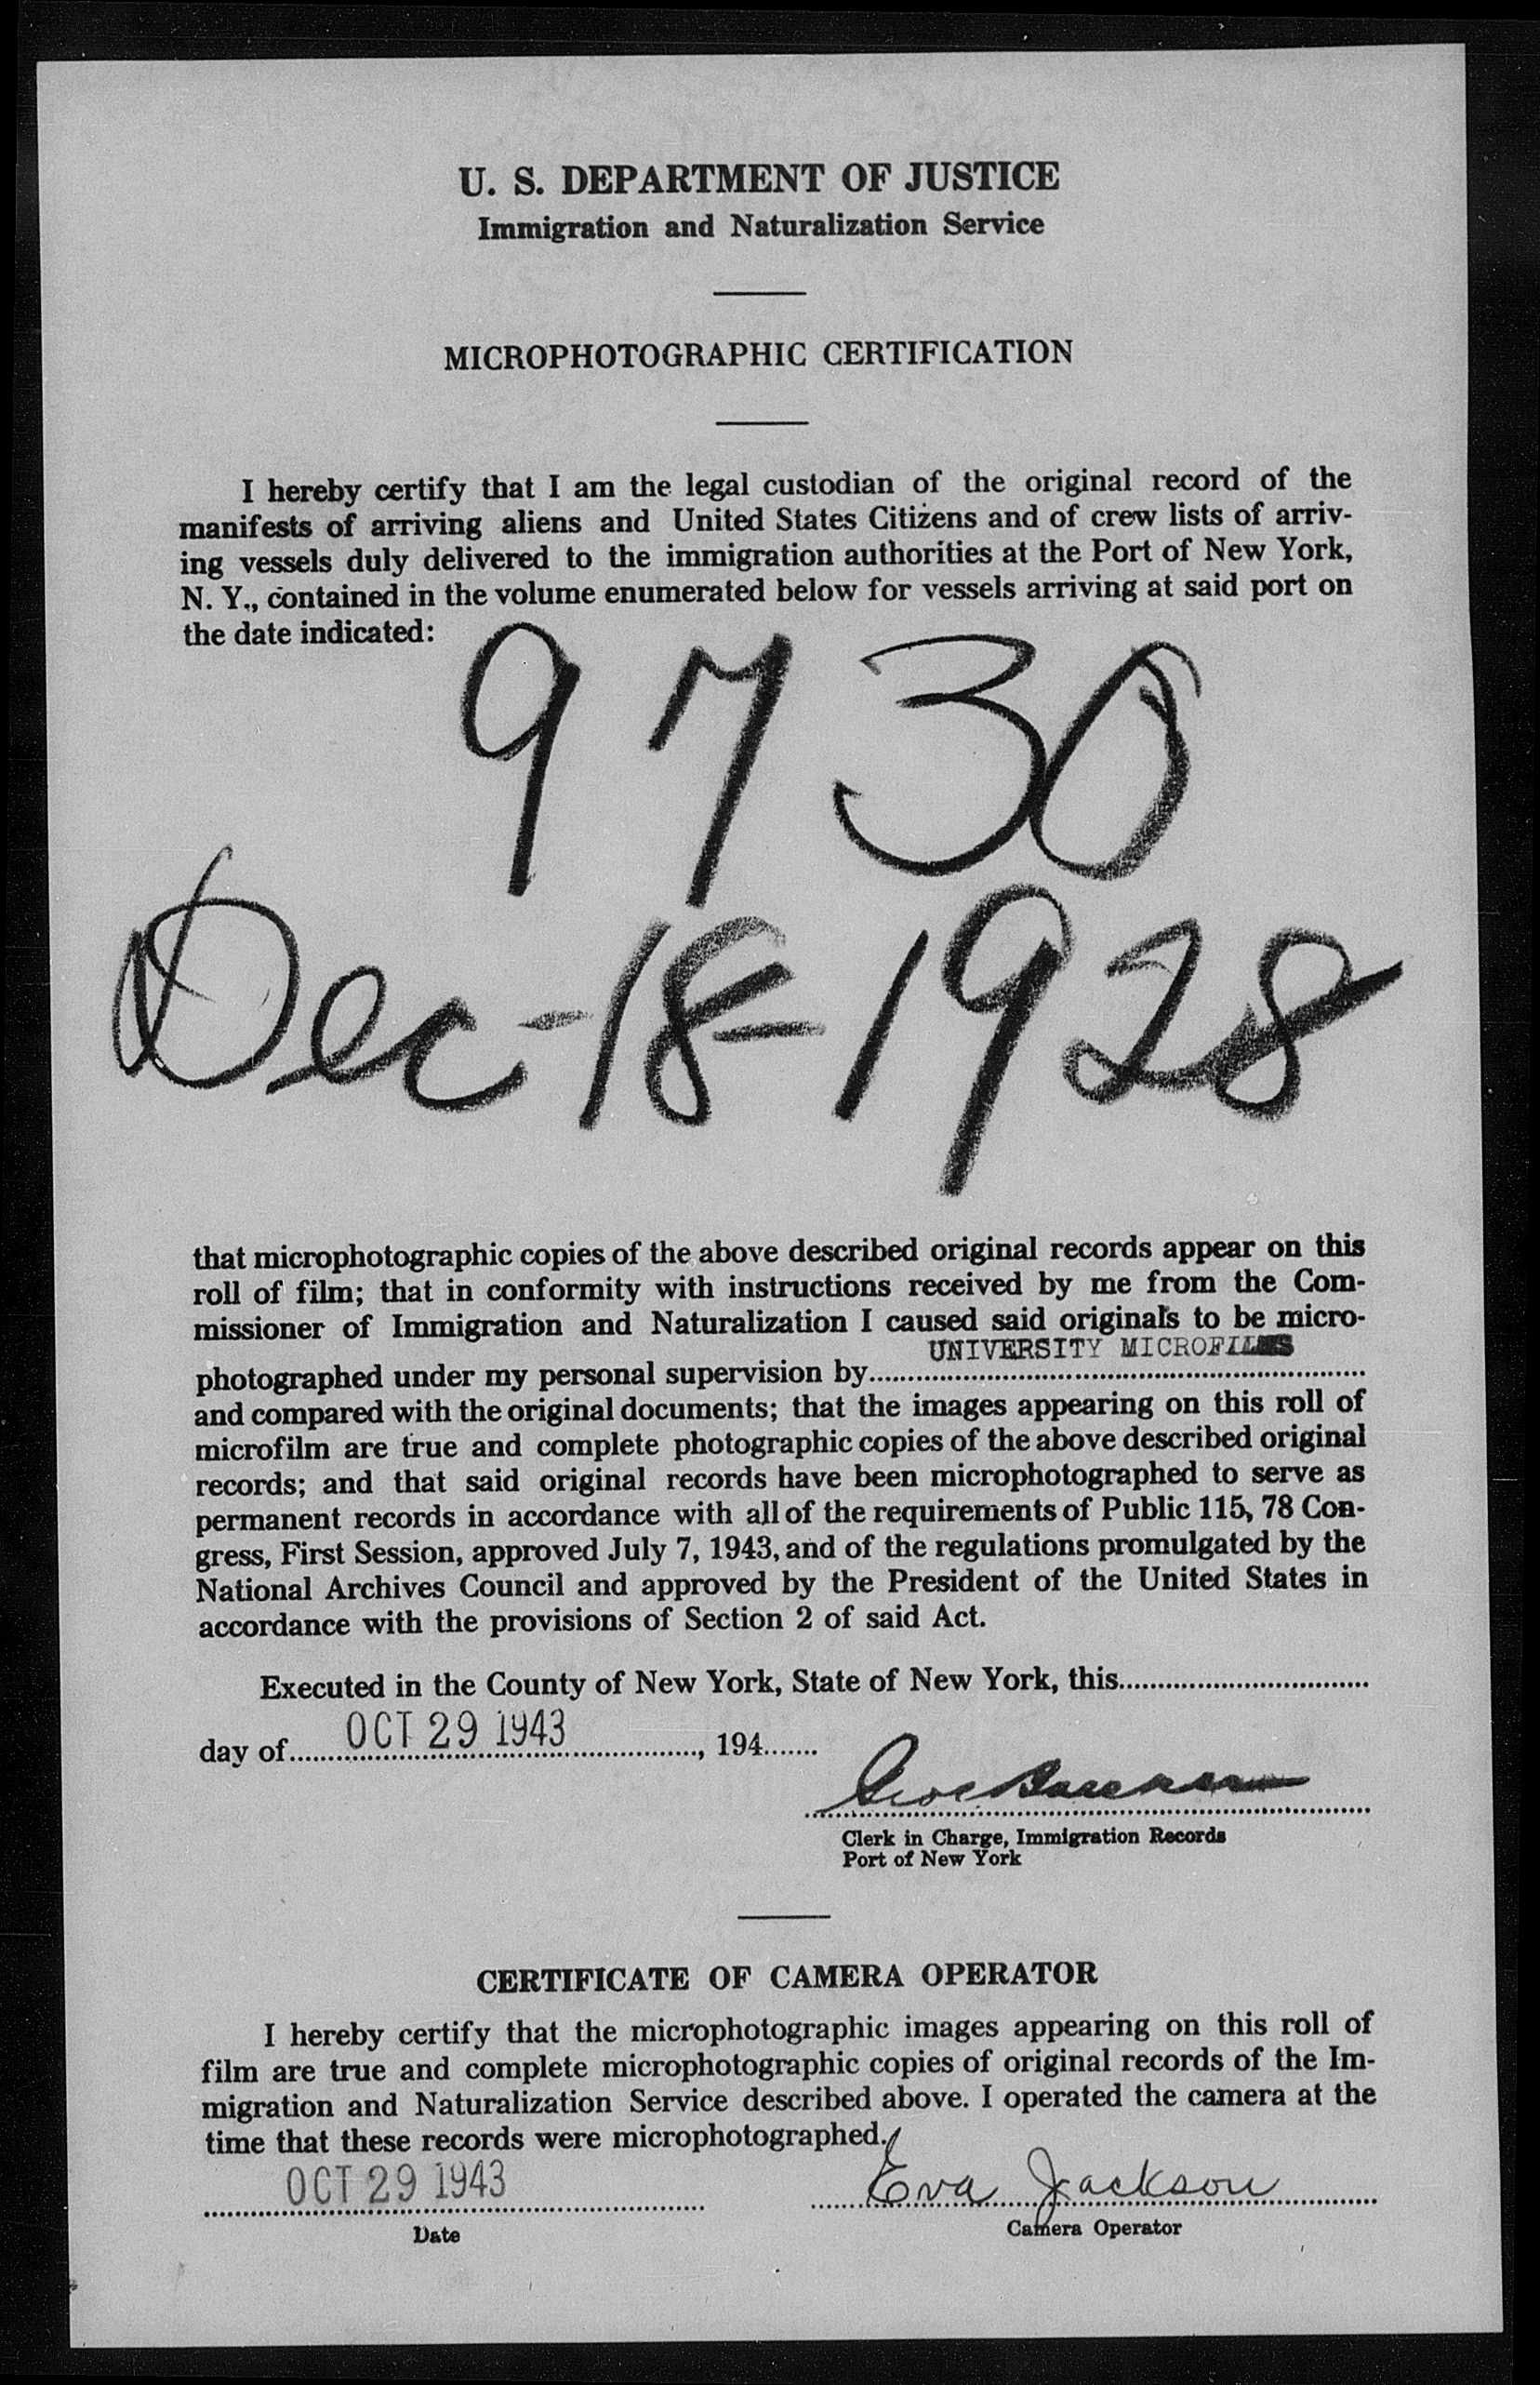 U. S. DEPARTMENT OF JUSTICE
Immigration and Naturalization Service
MICROPHOTOGRAPHIC CERTIFICATION
I hereby certify that I am the legal custodian of the original record of the
manifests of arriving aliens and United States Citizens and of crew lists of arriv-
ing vessels duly delivered to the immigration authorities at the Port of New York,
N. Y., contained in the volume enumerated below for vessels arriving at said port on
the date indicated:
9730
Dec-18-1928
that microphotographic copies of the above described original records appear on this
roll of film; that in conformity with instructions received by me from the Com-
missioner of Immigration and Naturalization I caused said originals to be micro-
UNIVERSITY MICROFILMS
photographed under my personal supervision by
and compared with the original documents; that the images appearing on this roll of
microfilm are true and complete photographic copies of the above described original
records; and that said original records have been microphotographed to serve as
permanent records in accordance with all of the requirements of Public 115, 78 Con-
gress, First Session, approved July 7, 1943, and of the regulations promulgated by the
National Archives Council and approved by the President of the United States in
accordance with the provisions of Section 2 of said Act.
Executed in the County of New York, State of New York, this
day of OCT 29 1943, 194
Clerk in Charge, Immigration Records
Port of New York
CERTIFICATE OF CAMERA OPERATOR
I hereby certify that the microphotographic images appearing on this roll of
film are true and complete microphotographic copies of original records of the Im-
migration and Naturalization Service described above. I operated the camera at the
time that these records were microphotographed.
OCT 29 1943 Eva Jackson
Date Camera Operator